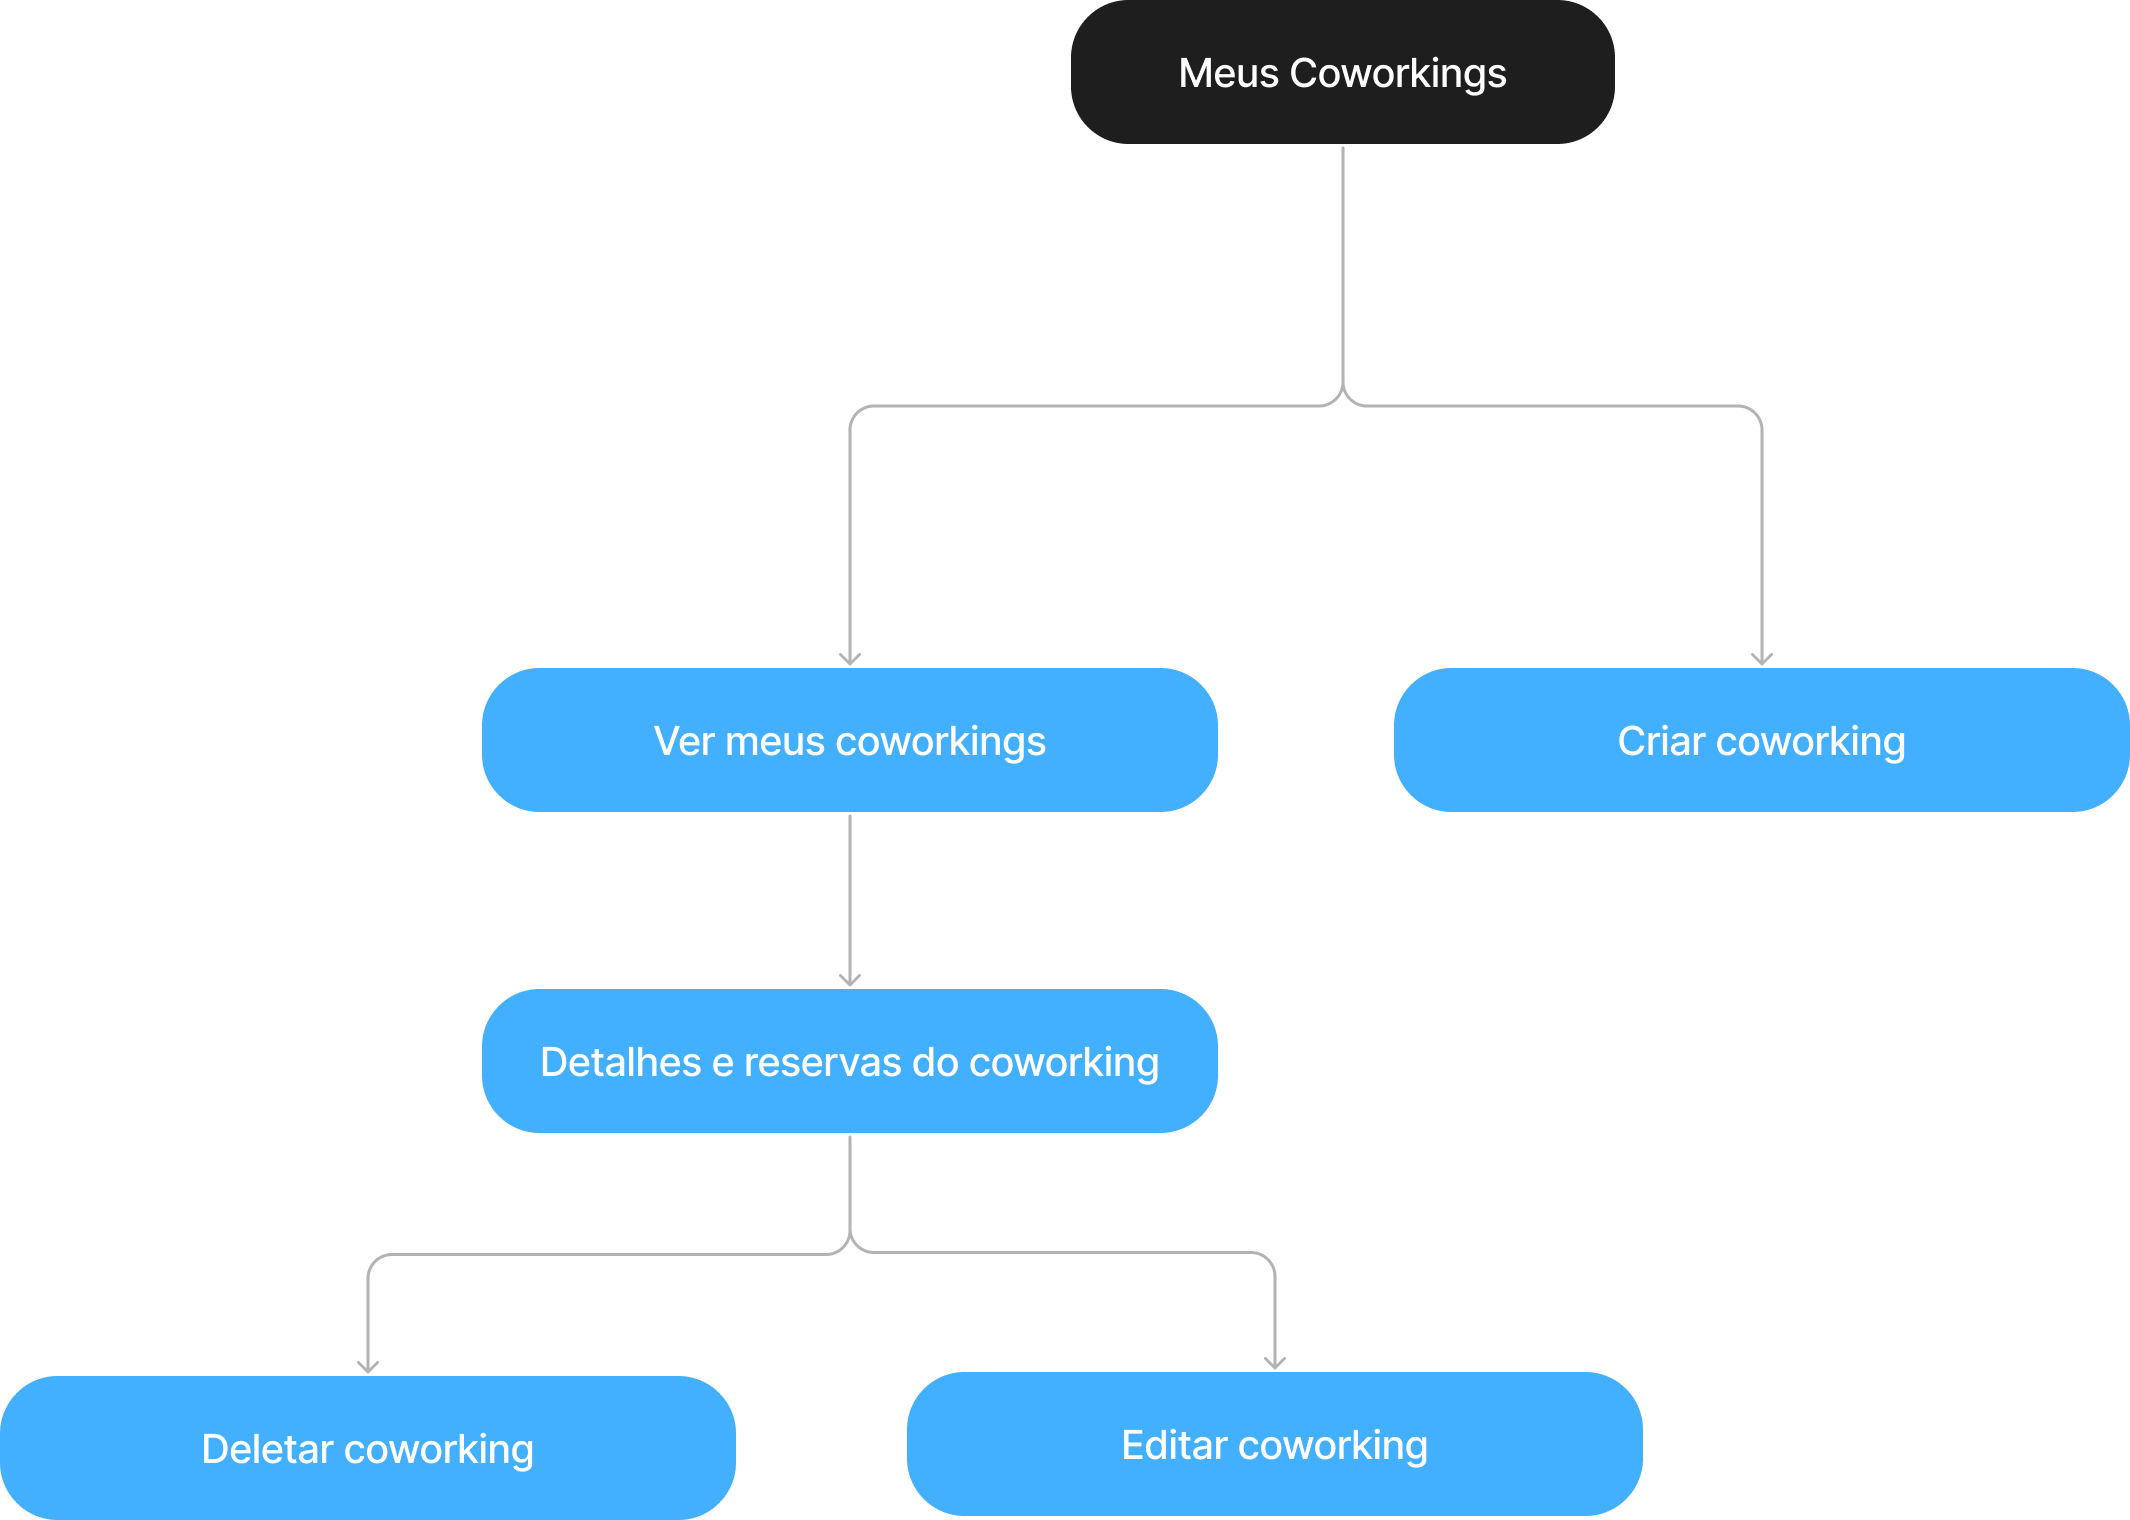 Meus Coworkings
Ver meus coworkings
Criar coworking
Detalhes e reservas do coworking
Deletar coworking
Editar coworking